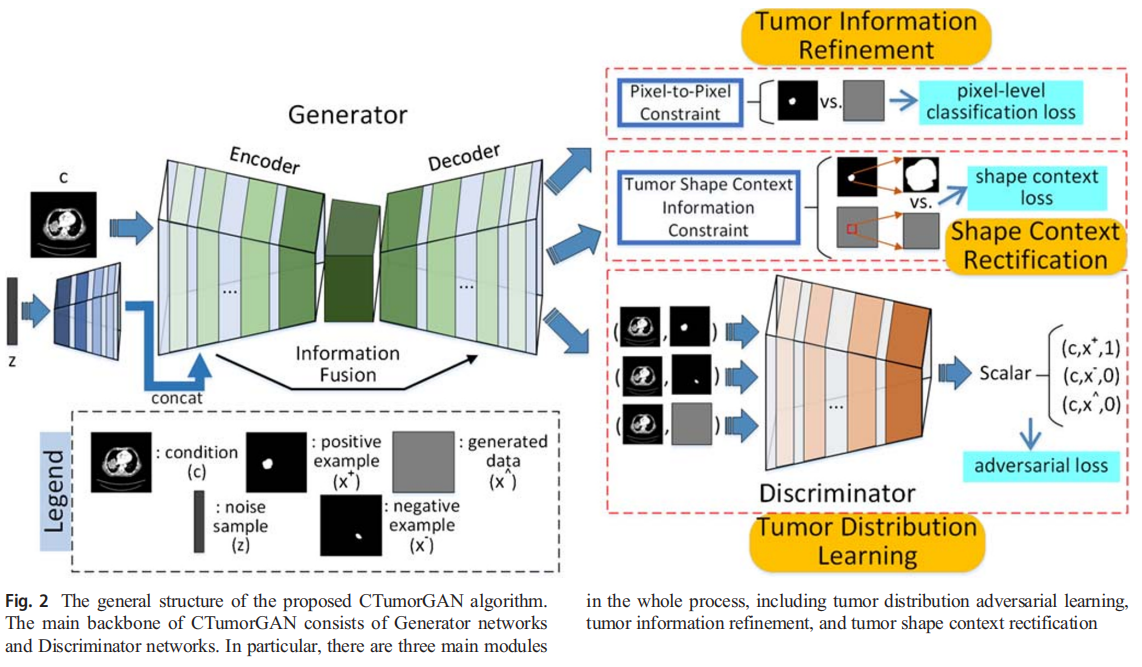 Tumor Information
Refinement
Pixel-to-Pixel
Constraint
vs.
pixel-level
classification loss
Generator
Encoder
Decoder
c
...
...
z
concat
Information
Fusion
Tumor Shape Context
Information
Constraint
vs.
shape context
loss
Shape Context
Rectification
( , )
( , )
( , )
...
Scalar
(c,x⁺,1)
(c,x⁻,0)
(c,x^,0)
adversarial loss
Discriminator
Tumor Distribution
Learning
Legend
: condition
(c)
: positive
example
(x⁺)
: generated
data
(x^)
: noise
sample
(z)
: negative
example
(x⁻)
Fig. 2 The general structure of the proposed CTumorGAN algorithm.
The main backbone of CTumorGAN consists of Generator networks
and Discriminator networks. In particular, there are three main modules
in the whole process, including tumor distribution adversarial learning,
tumor information refinement, and tumor shape context rectification